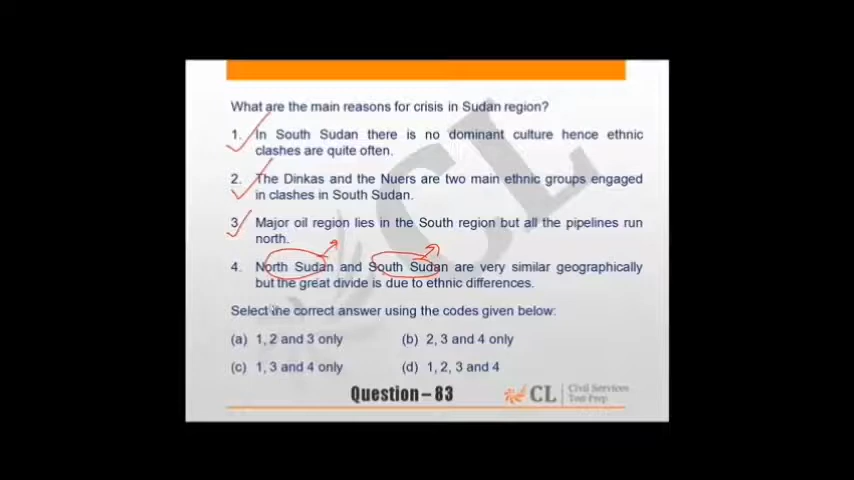 What are the main reasons for crisis in Sudan region?
1. In South Sudan there is no dominant culture hence ethnic
clashes are quite often.
2. The Dinkas and the Nuers are two main ethnic groups engaged
in clashes in South Sudan.
3. Major oil region lies in the South region but all the pipelines run
north.
4. North Sudan and South Sudan are very similar geographically
but the great divide is due to ethnic differences.
Select the correct answer using the codes given below:
(a) 1, 2 and 3 only (b) 2, 3 and 4 only
(c) 1, 3 and 4 only (d) 1, 2, 3 and 4
Question – 83
CL Civil Services
Test Prep
CL